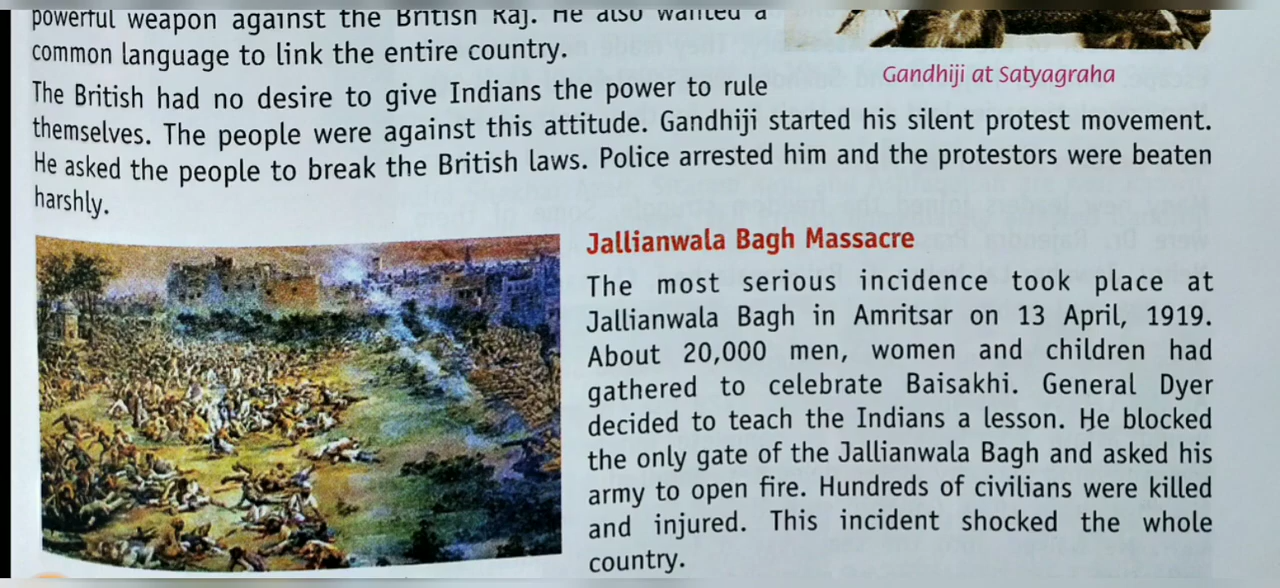 powerful weapon against the British Raj. He also wanted a
common language to link the entire country.
Gandhiji at Satyagraha
The British had no desire to give Indians the power to rule
themselves. The people were against this attitude. Gandhiji started his silent protest movement.
He asked the people to break the British laws. Police arrested him and the protestors were beaten
harshly.
Jallianwala Bagh Massacre
The most serious incidence took place at
Jallianwala Bagh in Amritsar on 13 April, 1919.
About 20,000 men, women and children had
gathered to celebrate Baisakhi. General Dyer
decided to teach the Indians a lesson. He blocked
the only gate of the Jallianwala Bagh and asked his
army to open fire. Hundreds of civilians were killed
and injured. This incident shocked the whole
country.